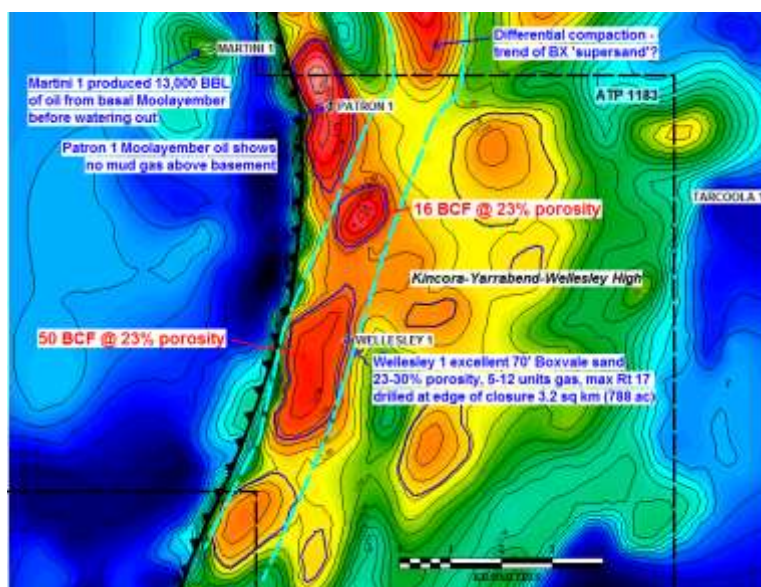 MARTINI 1
Differential compaction -
trend of BX 'supersand'?
Martini 1 produced 13,000 BBL
of oil from basal Moolayember
before watering out
ATP 1183
PATRON 1
Patron 1 Moolayember oil shows
no mud gas above basement
TARCOOLA 1
16 BCF @ 23% porosity
Kincora-Yarrabend-Wellesley High
50 BCF @ 23% porosity
WELLESLEY 1
Wellesley 1 excellent 70' Boxvale sand
23-30% porosity, 5-12 units gas, max Rt 17
drilled at edge of closure 3.2 sq km (788 ac)
KILOMETRES